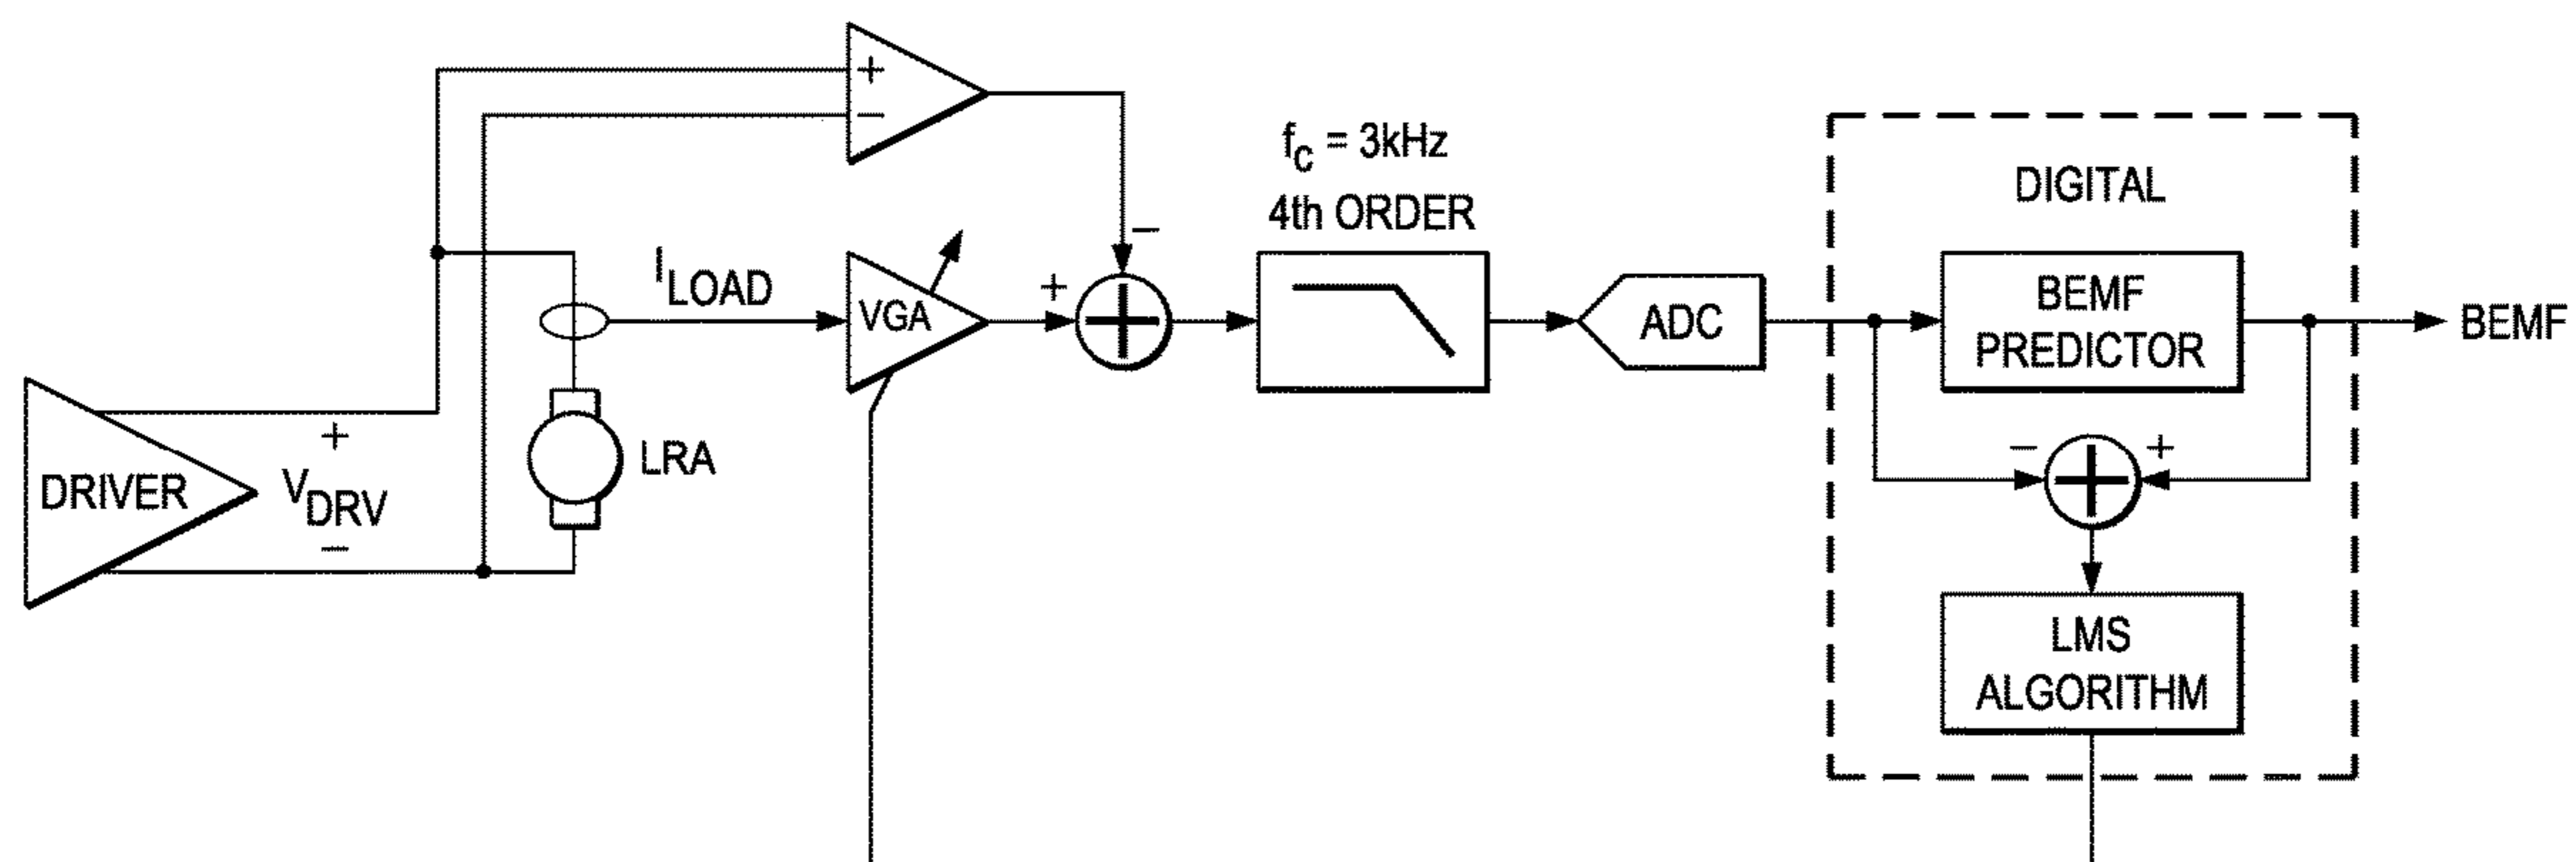 +
−
f_C = 3kHz
4th ORDER
DIGITAL
−
I_LOAD
VGA
+
ADC
BEMF
PREDICTOR
BEMF
DRIVER
+
V_DRV
−
LRA
−
+
LMS
ALGORITHM